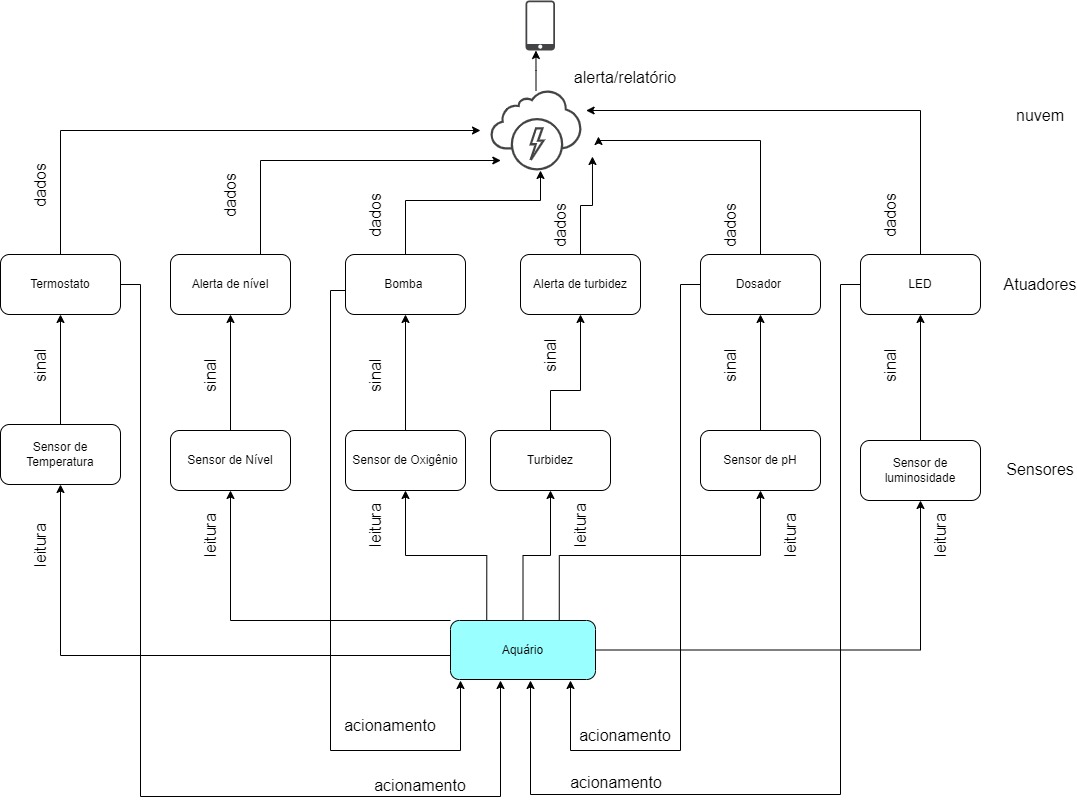 alerta/relatório
nuvem
dados
dados
dados
dados
dados
dados
Termostato
Alerta de nível
Bomba
Alerta de turbidez
Dosador
LED
Atuadores
sinal
sinal
sinal
sinal
sinal
sinal
Sensor de
Temperatura
Sensor de Nível
Sensor de Oxigênio
Turbidez
Sensor de pH
Sensor de
luminosidade
Sensores
leitura
leitura
leitura
leitura
leitura
leitura
Aquário
acionamento
acionamento
acionamento
acionamento